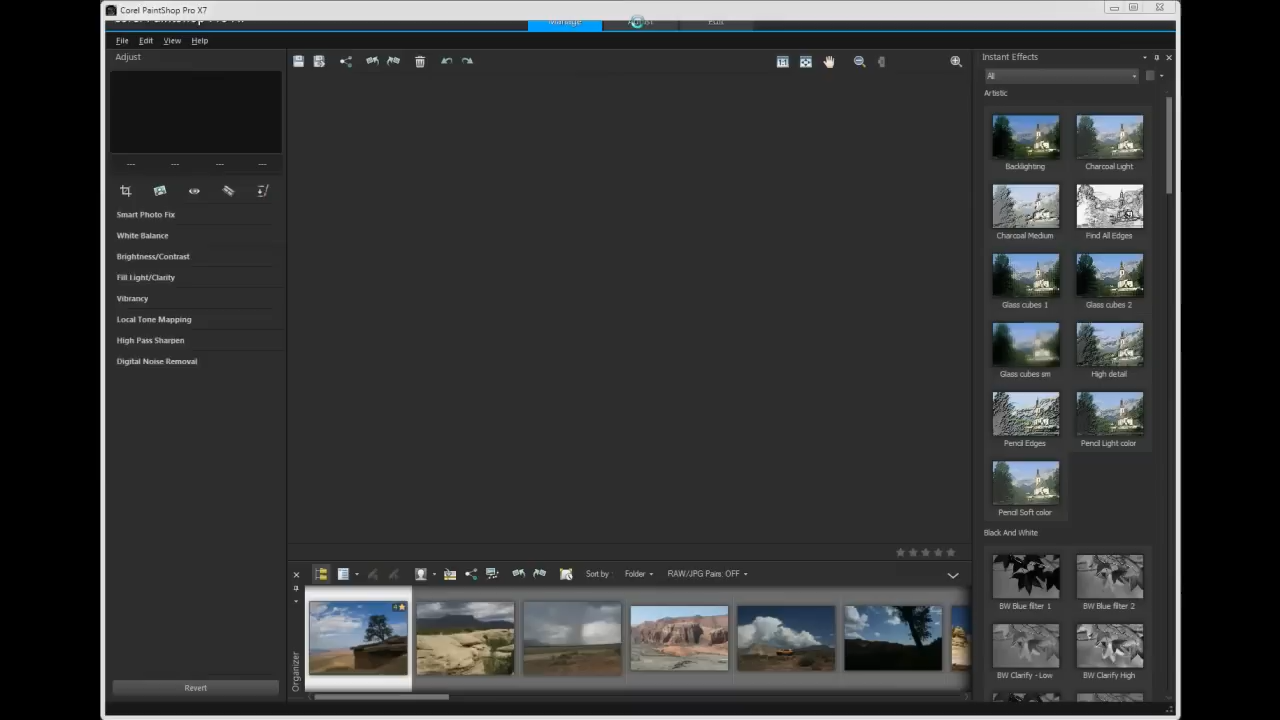 Corel PaintShop Pro X7
Manage Adjust Edit
File Edit View Help
Adjust
--- --- --- ---
Smart Photo Fix
White Balance
Brightness/Contrast
Fill Light/Clarity
Vibrancy
Local Tone Mapping
High Pass Sharpen
Digital Noise Removal
Revert
Instant Effects
All
Artistic
Backlighting Charcoal Light
Charcoal Medium Find All Edges
Glass cubes 1 Glass cubes 2
Glass cubes sm High detail
Pencil Edges Pencil Light color
Pencil Soft color
Black And White
BW Blue filter 1 BW Blue filter 2
BW Clarify - Low BW Clarify High
Sort by Folder RAW/JPG Pairs: OFF
4
Organizer